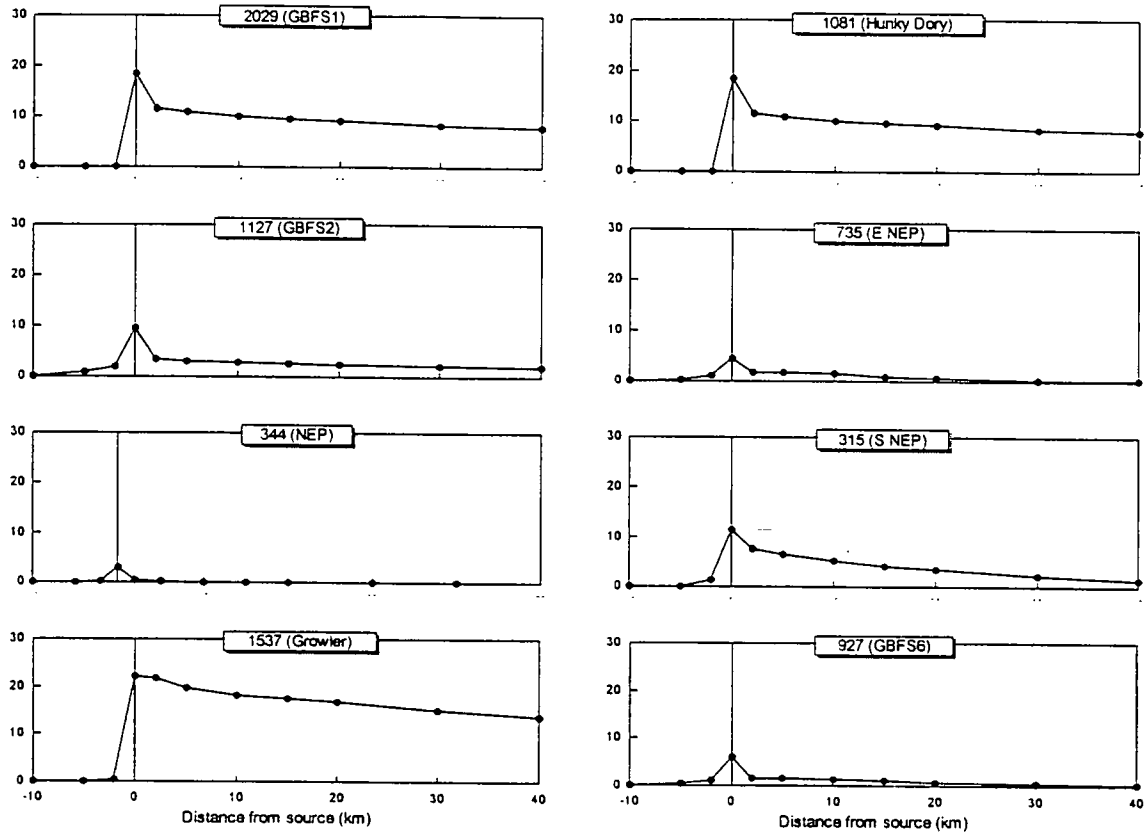 2029 (GBFS1)
30
20
10
0
1081 (Hunky Dory)
30
20
10
0
1127 (GBFS2)
30
20
10
0
735 (E NEP)
30
20
10
0
344 (NEP)
30
20
10
0
315 (S NEP)
30
20
10
0
1537 (Growler)
30
20
10
0
-10 0 10 20 30 40
Distance from source (km)
927 (GBFS6)
30
20
10
0
-10 0 10 20 30 40
Distance from source (km)